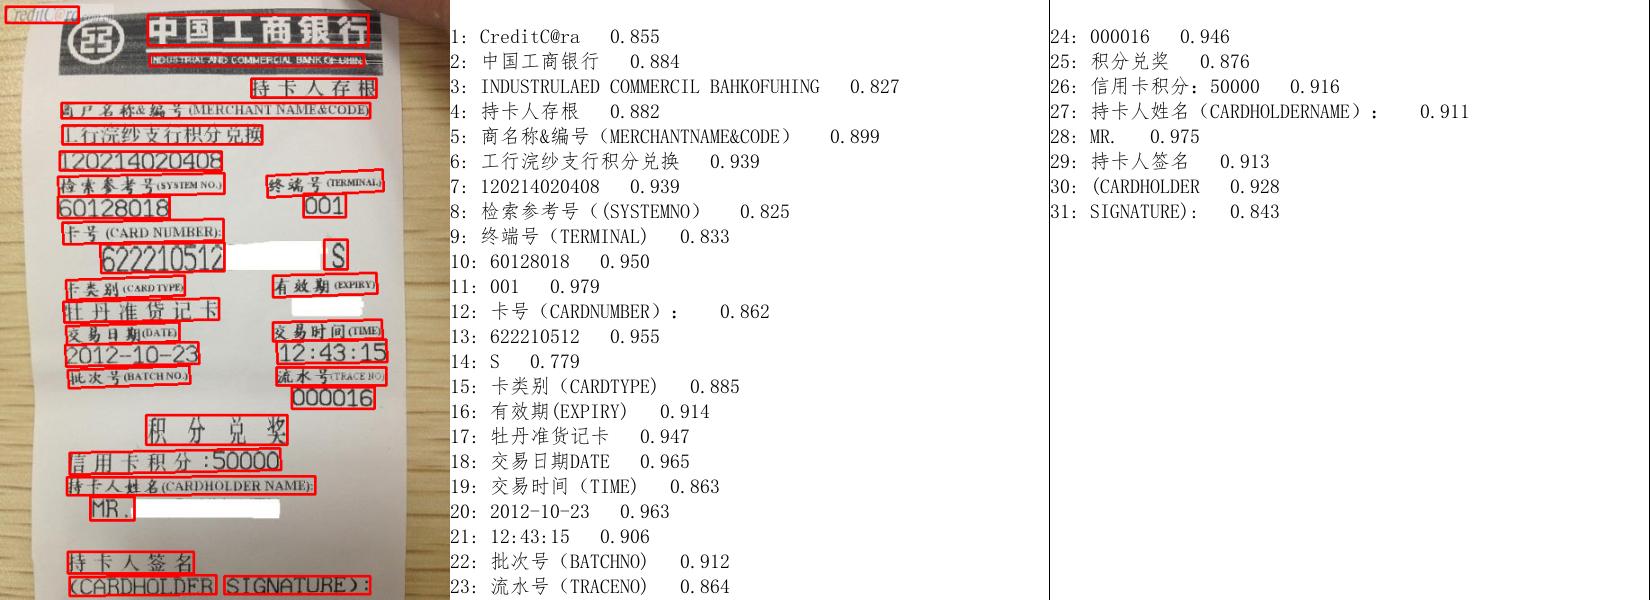 CreditC@ra.com.cn
中国工商银行
INDUSTRIAL AND COMMERCIAL BANK OF CHINA
持卡人存根
商户名称&编号(MERCHANT NAME&CODE)
工行浣纱支行积分兑换
120214020408
检索参考号(SYSTEM NO.) 终端号(TERMINAL)
60128018 001
卡号(CARD NUMBER):
622210512 S
卡类别(CARD TYPE) 有效期(EXPIRY)
牡丹准货记卡
交易日期(DATE) 交易时间(TIME)
2012-10-23 12:43:15
批次号(BATCH NO.) 流水号(TRACE NO)
000016
积分兑奖
信用卡积分:50000
持卡人姓名(CARDHOLDER NAME):
MR.
持卡人签名
(CARDHOLDER SIGNATURE):
1: CreditC@ra 0.855
2: 中国工商银行 0.884
3: INDUSTRULAED COMMERCIL BAHKOFUHING 0.827
4: 持卡人存根 0.882
5: 商名称&编号（MERCHANTNAME&CODE） 0.899
6: 工行浣纱支行积分兑换 0.939
7: 120214020408 0.939
8: 检索参考号（(SYSTEMNO） 0.825
9: 终端号（TERMINAL) 0.833
10: 60128018 0.950
11: 001 0.979
12: 卡号（CARDNUMBER）： 0.862
13: 622210512 0.955
14: S 0.779
15: 卡类别（CARDTYPE) 0.885
16: 有效期(EXPIRY) 0.914
17: 牡丹准货记卡 0.947
18: 交易日期DATE 0.965
19: 交易时间（TIME) 0.863
20: 2012-10-23 0.963
21: 12:43:15 0.906
22: 批次号（BATCHNO) 0.912
23: 流水号（TRACENO) 0.864
24: 000016 0.946
25: 积分兑奖 0.876
26: 信用卡积分：50000 0.916
27: 持卡人姓名（CARDHOLDERNAME）： 0.911
28: MR. 0.975
29: 持卡人签名 0.913
30: (CARDHOLDER 0.928
31: SIGNATURE): 0.843